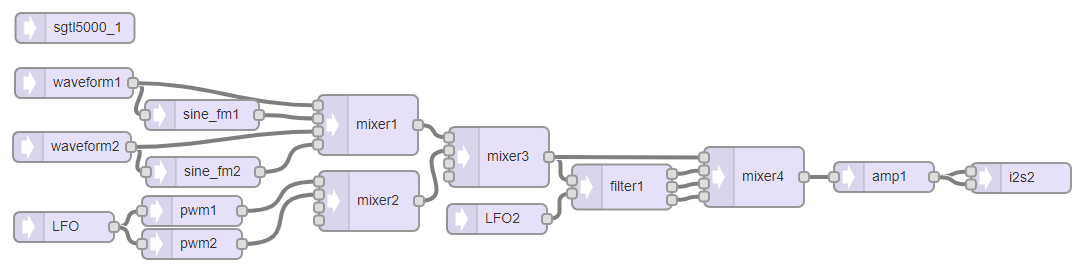 sgtl5000_1
waveform1
sine_fm1
mixer1
waveform2
mixer3
sine_fm2
mixer4
amp1
i2s2
filter1
mixer2
pwm1
LFO2
LFO
pwm2